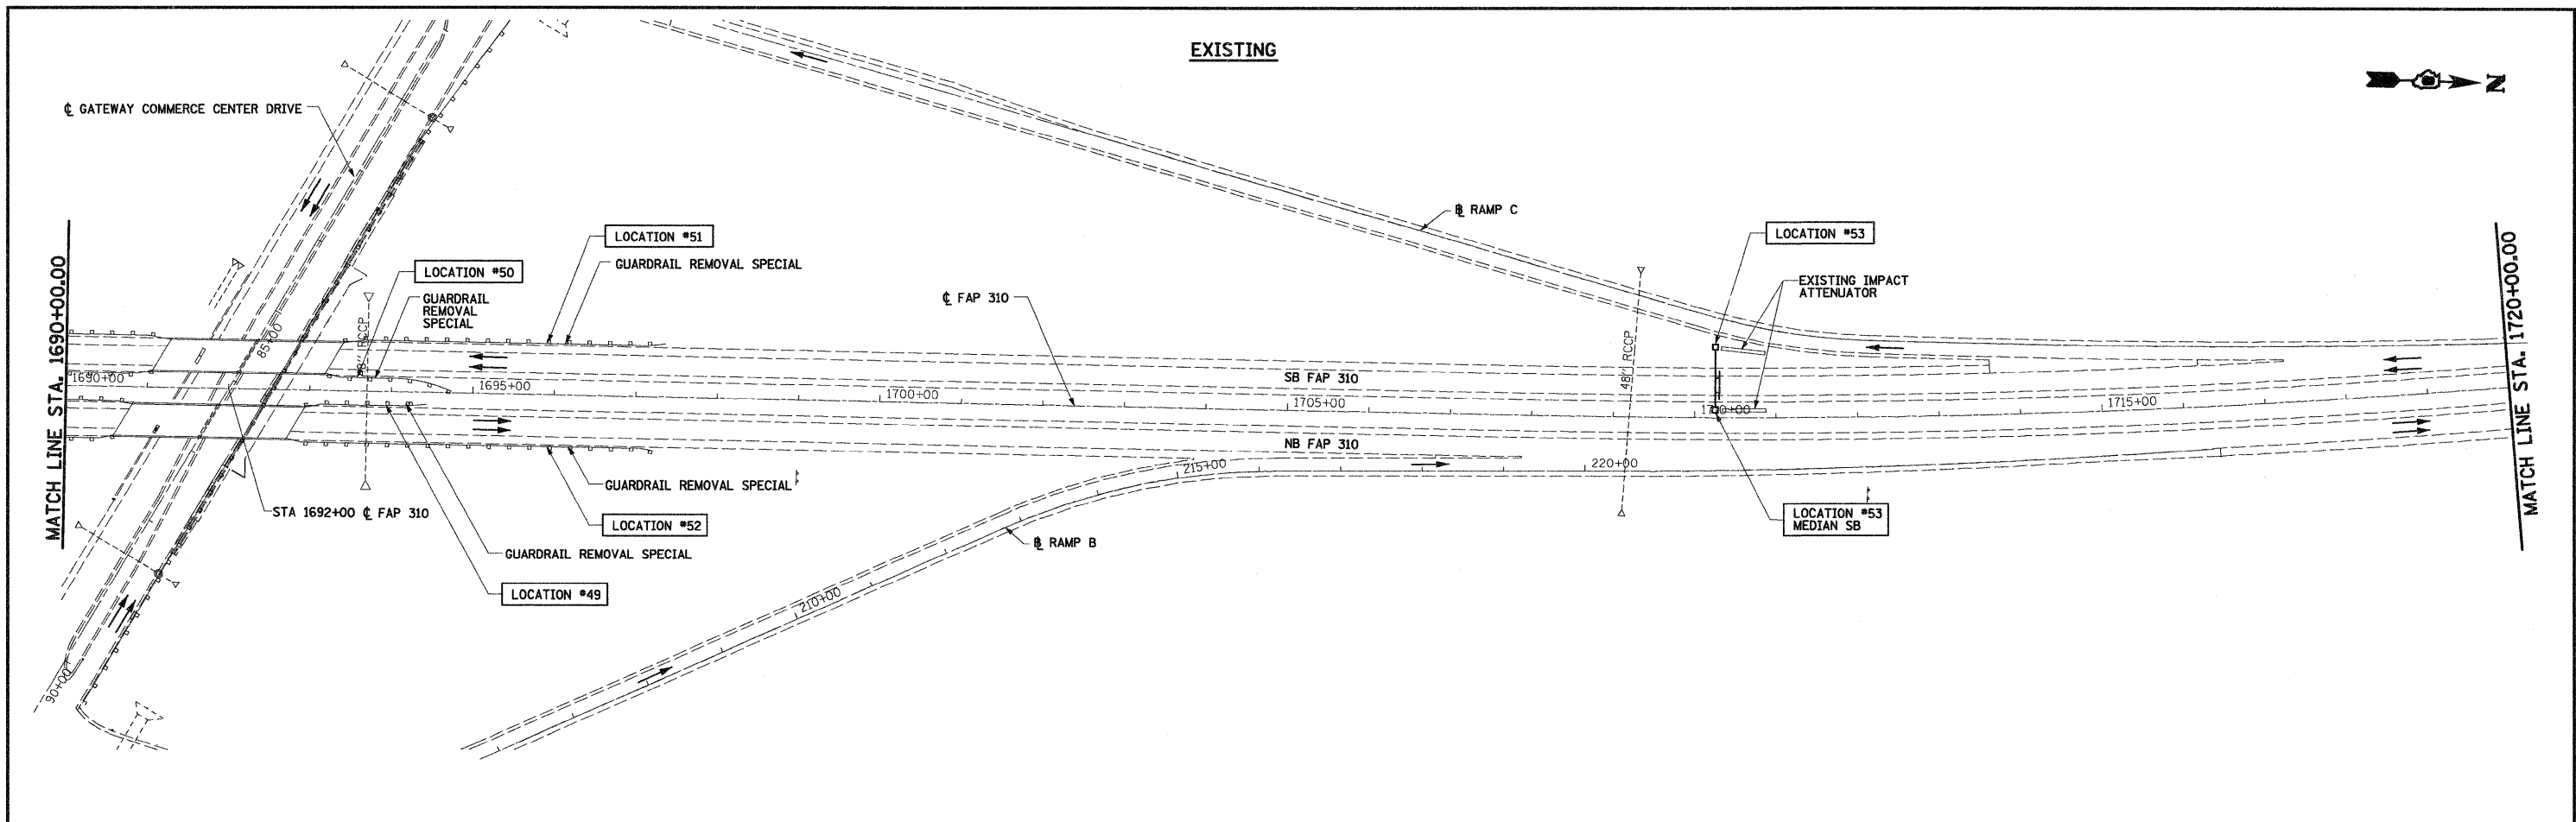 EXISTING
N
℄ GATEWAY COMMERCE CENTER DRIVE
MATCH LINE STA. 1690+00.00
LOCATION #51
GUARDRAIL REMOVAL SPECIAL
LOCATION #50
GUARDRAIL
REMOVAL
SPECIAL
℄ FAP 310
B RAMP C
LOCATION #53
EXISTING IMPACT
ATTENUATOR
MATCH LINE STA. 1720+00.00
85+00
RCCP
48" RCCP
1690+00
1695+00
1700+00
SB FAP 310
1705+00
1710+00
1715+00
NB FAP 310
215+00
220+00
GUARDRAIL REMOVAL SPECIAL
STA 1692+00 ℄ FAP 310
LOCATION #52
LOCATION #53
MEDIAN SB
GUARDRAIL REMOVAL SPECIAL
B RAMP B
LOCATION #49
210+00
90+00